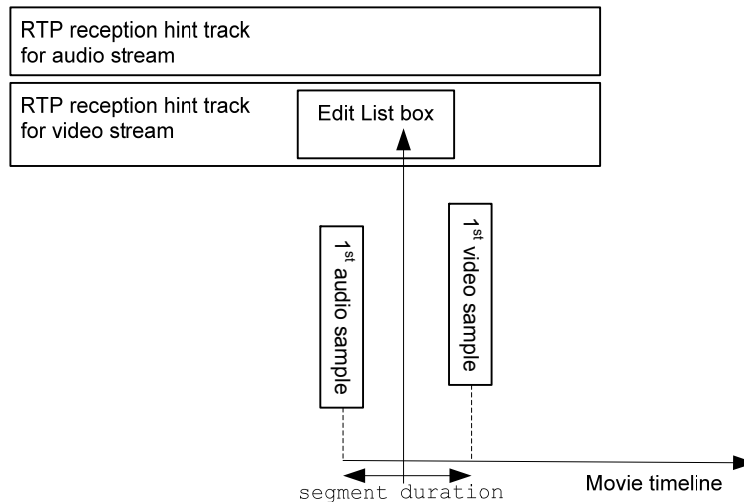 RTP reception hint track
for audio stream
RTP reception hint track
for video stream
Edit List box
1st audio sample
1st video sample
segment duration
Movie timeline